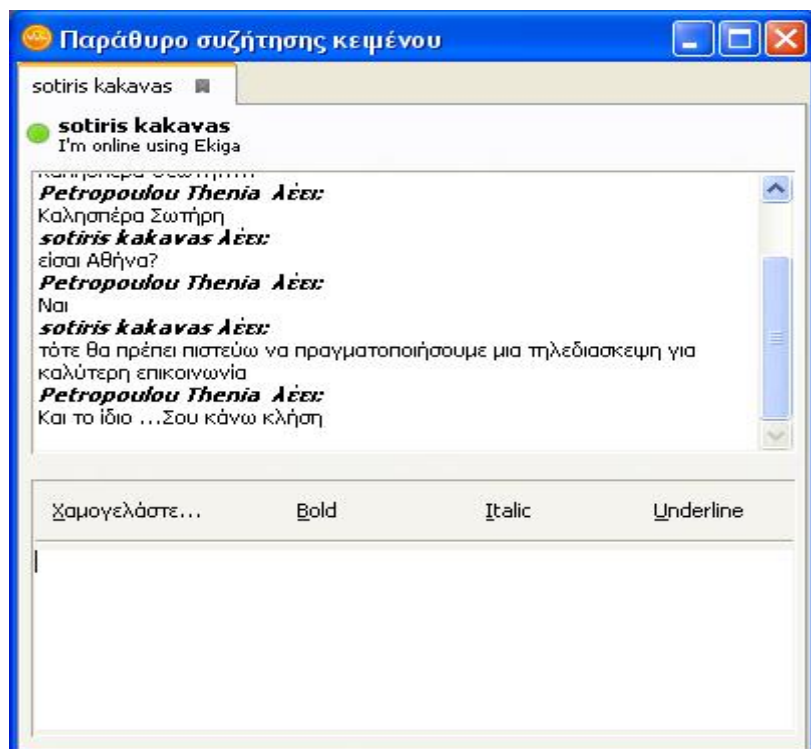 Παράθυρο συζήτησης κειμένου
sotiris kakavas
sotiris kakavas
I'm online using Ekiga
Petropoulou Thenia λέει:
Καλησπέρα Σωτήρη
sotiris kakavas λέει:
είσαι Αθήνα?
Petropoulou Thenia λέει:
Ναι
sotiris kakavas λέει:
τότε θα πρέπει πιστεύω να πραγματοποιήσουμε μια τηλεδιασκεψη για
καλύτερη επικοινωνία
Petropoulou Thenia λέει:
Και το ίδιο ...Σου κάνω κλήση
Χαμογελάστε... Bold Italic Underline